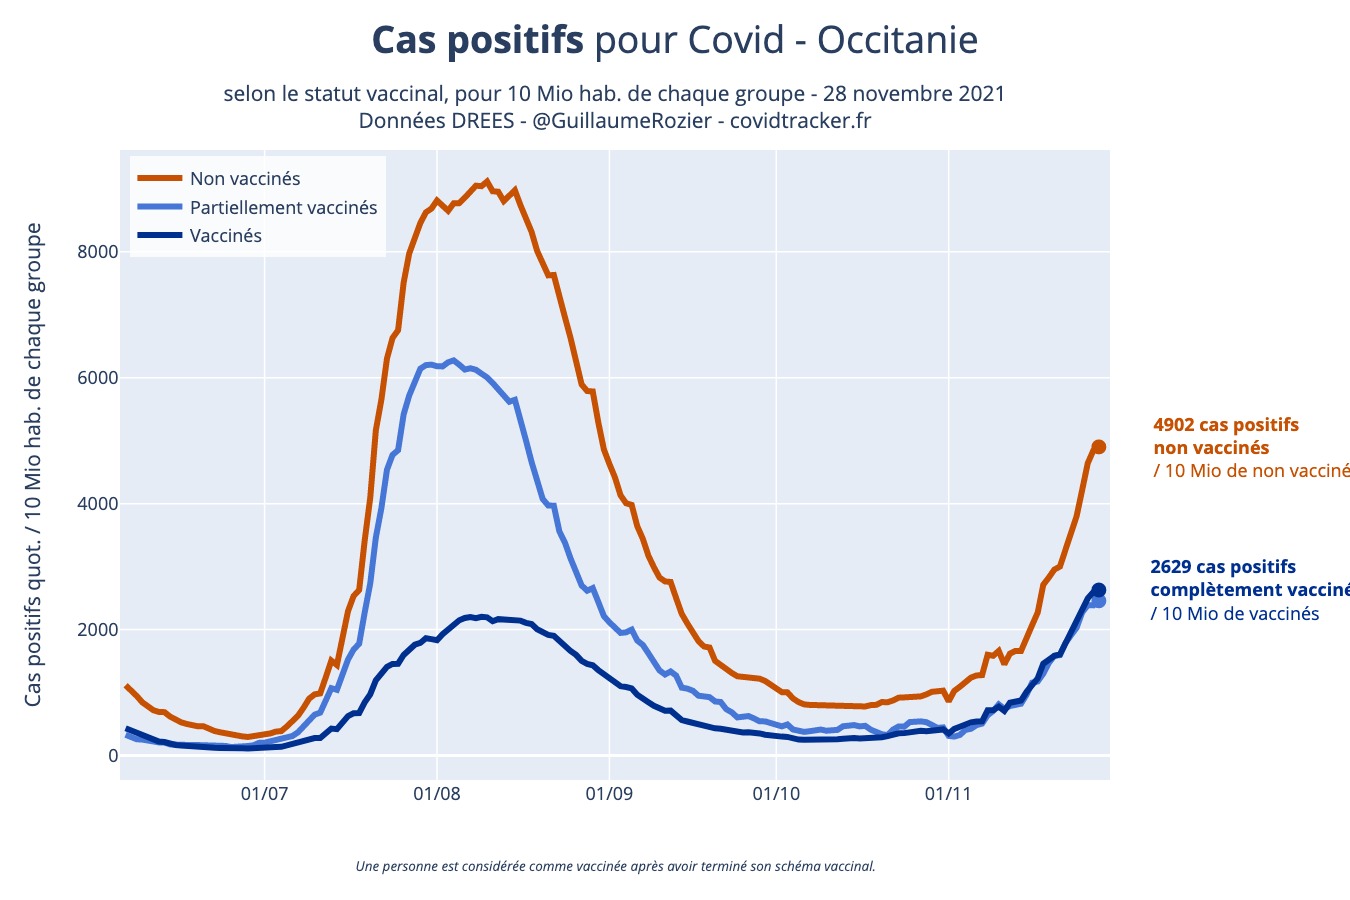 Cas positifs pour Covid - Occitanie
selon le statut vaccinal, pour 10 Mio hab. de chaque groupe - 28 novembre 2021
Données DREES - @GuillaumeRozier - covidtracker.fr
Non vaccinés
Partiellement vaccinés
Vaccinés
Cas positifs quot. / 10 Mio hab. de chaque groupe
8000
6000
4000
2000
0
01/07
01/08
01/09
01/10
01/11
4902 cas positifs
non vaccinés
/ 10 Mio de non vacciné
2629 cas positifs
complètement vacciné
/ 10 Mio de vaccinés
Une personne est considérée comme vaccinée après avoir terminé son schéma vaccinal.